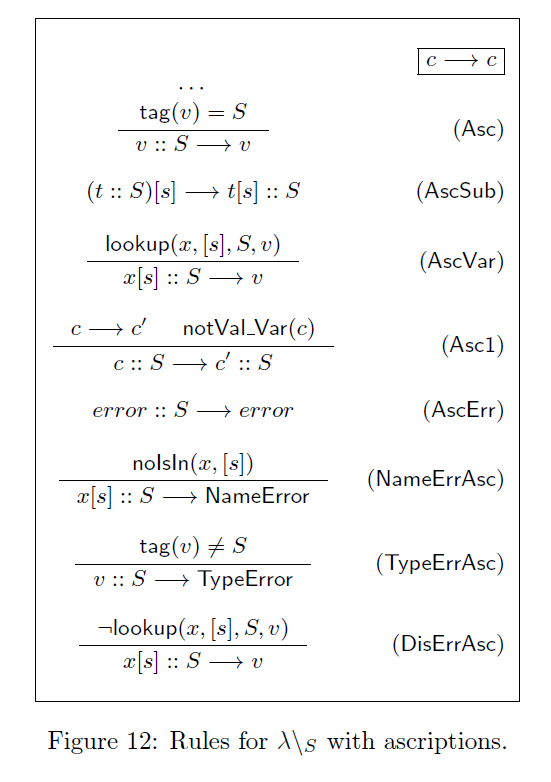 c ⟶ c
...
tag(v) = S
v :: S ⟶ v
(Asc)
(t :: S)[s] ⟶ t[s] :: S
(AscSub)
lookup(x, [s], S, v)
x[s] :: S ⟶ v
(AscVar)
c ⟶ c′ notVal_Var(c)
c :: S ⟶ c′ :: S
(Asc1)
error :: S ⟶ error
(AscErr)
noIsIn(x, [s])
x[s] :: S ⟶ NameError
(NameErrAsc)
tag(v) ≠ S
v :: S ⟶ TypeError
(TypeErrAsc)
¬lookup(x, [s], S, v)
x[s] :: S ⟶ v
(DisErrAsc)
Figure 12: Rules for λ\S with ascriptions.